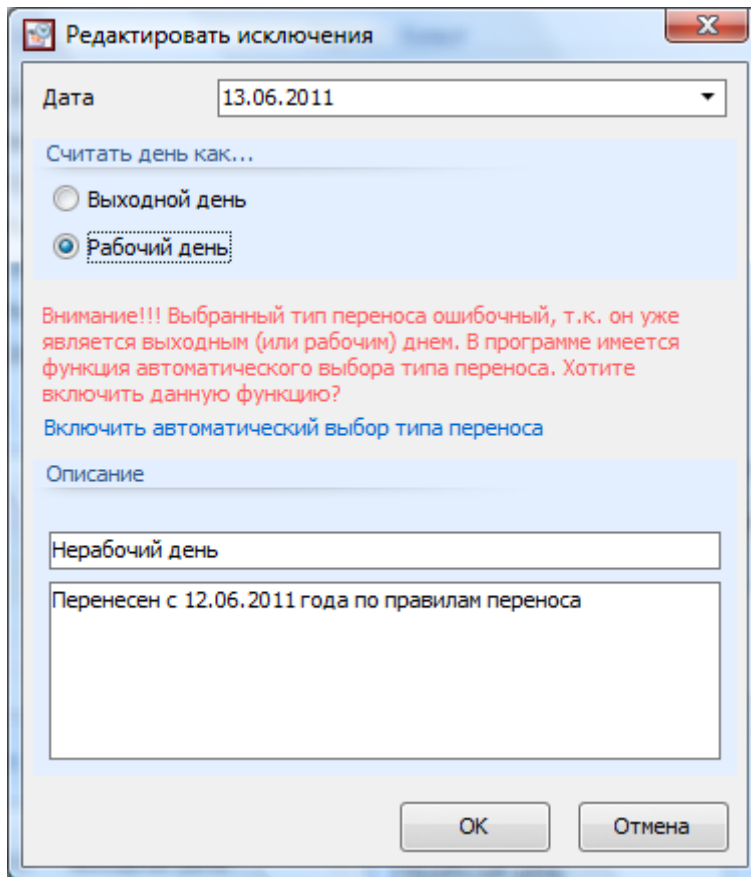 Редактировать исключения
Дата
13.06.2011
Считать день как...
Выходной день
Рабочий день
Внимание!!! Выбранный тип переноса ошибочный, т.к. он уже
является выходным (или рабочим) днем. В программе имеется
функция автоматического выбора типа переноса. Хотите
включить данную функцию?
Включить автоматический выбор типа переноса
Описание
Нерабочий день
Перенесен с 12.06.2011 года по правилам переноса
ОК
Отмена